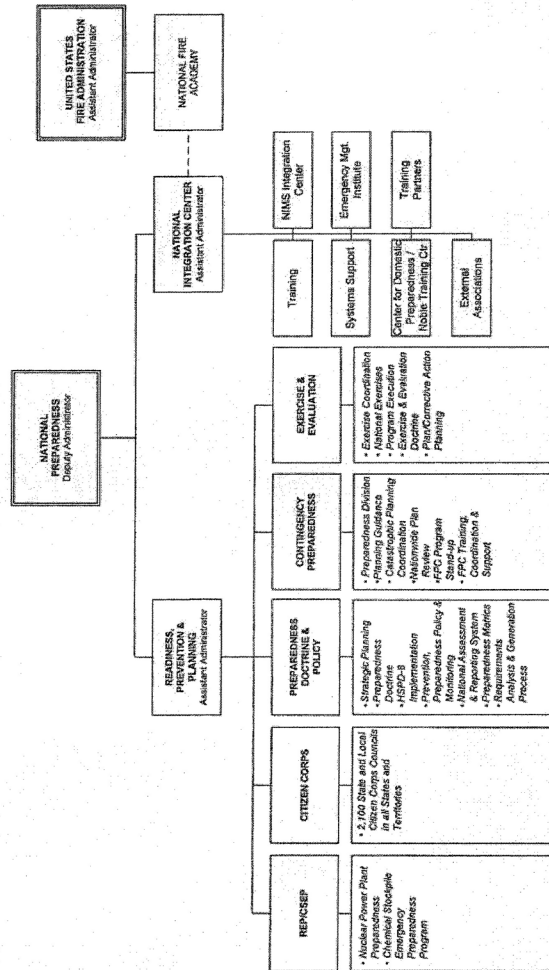 NATIONAL
PREPAREDNESS
Deputy Administrator
UNITED STATES
FIRE ADMINISTRATION
Assistant Administrator
READINESS,
PREVENTION &
PLANNING
Assistant Administrator
NATIONAL
INTEGRATION CENTER
Assistant Administrator
NATIONAL FIRE
ACADEMY
REP/CSEP
• Nuclear Power Plant
Preparedness
• Chemical Stockpile
Emergency
Preparedness
Program
CITIZEN CORPS
• 2,100 State and Local
Citizen Corps Councils
in all States and
Territories
PREPAREDNESS
DOCTRINE &
POLICY
• Strategic Planning
• Preparedness
Doctrine
• HSPD-8
Implementation
• Prevention,
Preparedness Policy &
Monitoring
• National Assessment
& Reporting System
• Preparedness Metrics
• Requirements
Analysis & Generation
Process
CONTINGENCY
PREPAREDNESS
• Preparedness Division
• Planning Guidance
• Catastrophic Planning
Coordination
• Nationwide Plan
Review
• FPC Program
Stand-up
• FPC Training,
Coordination &
Support
EXERCISE &
EVALUATION
• Exercise Coordination
• National Exercises
• Program Execution
• Exercise & Evaluation
Doctrine
• Plan/Corrective Action
Planning
Training
NIMS Integration
Center
Systems Support
Emergency Mgt.
Institute
Center for Domestic
Preparedness /
Noble Training Ctr
Training
Partners
External
Associations